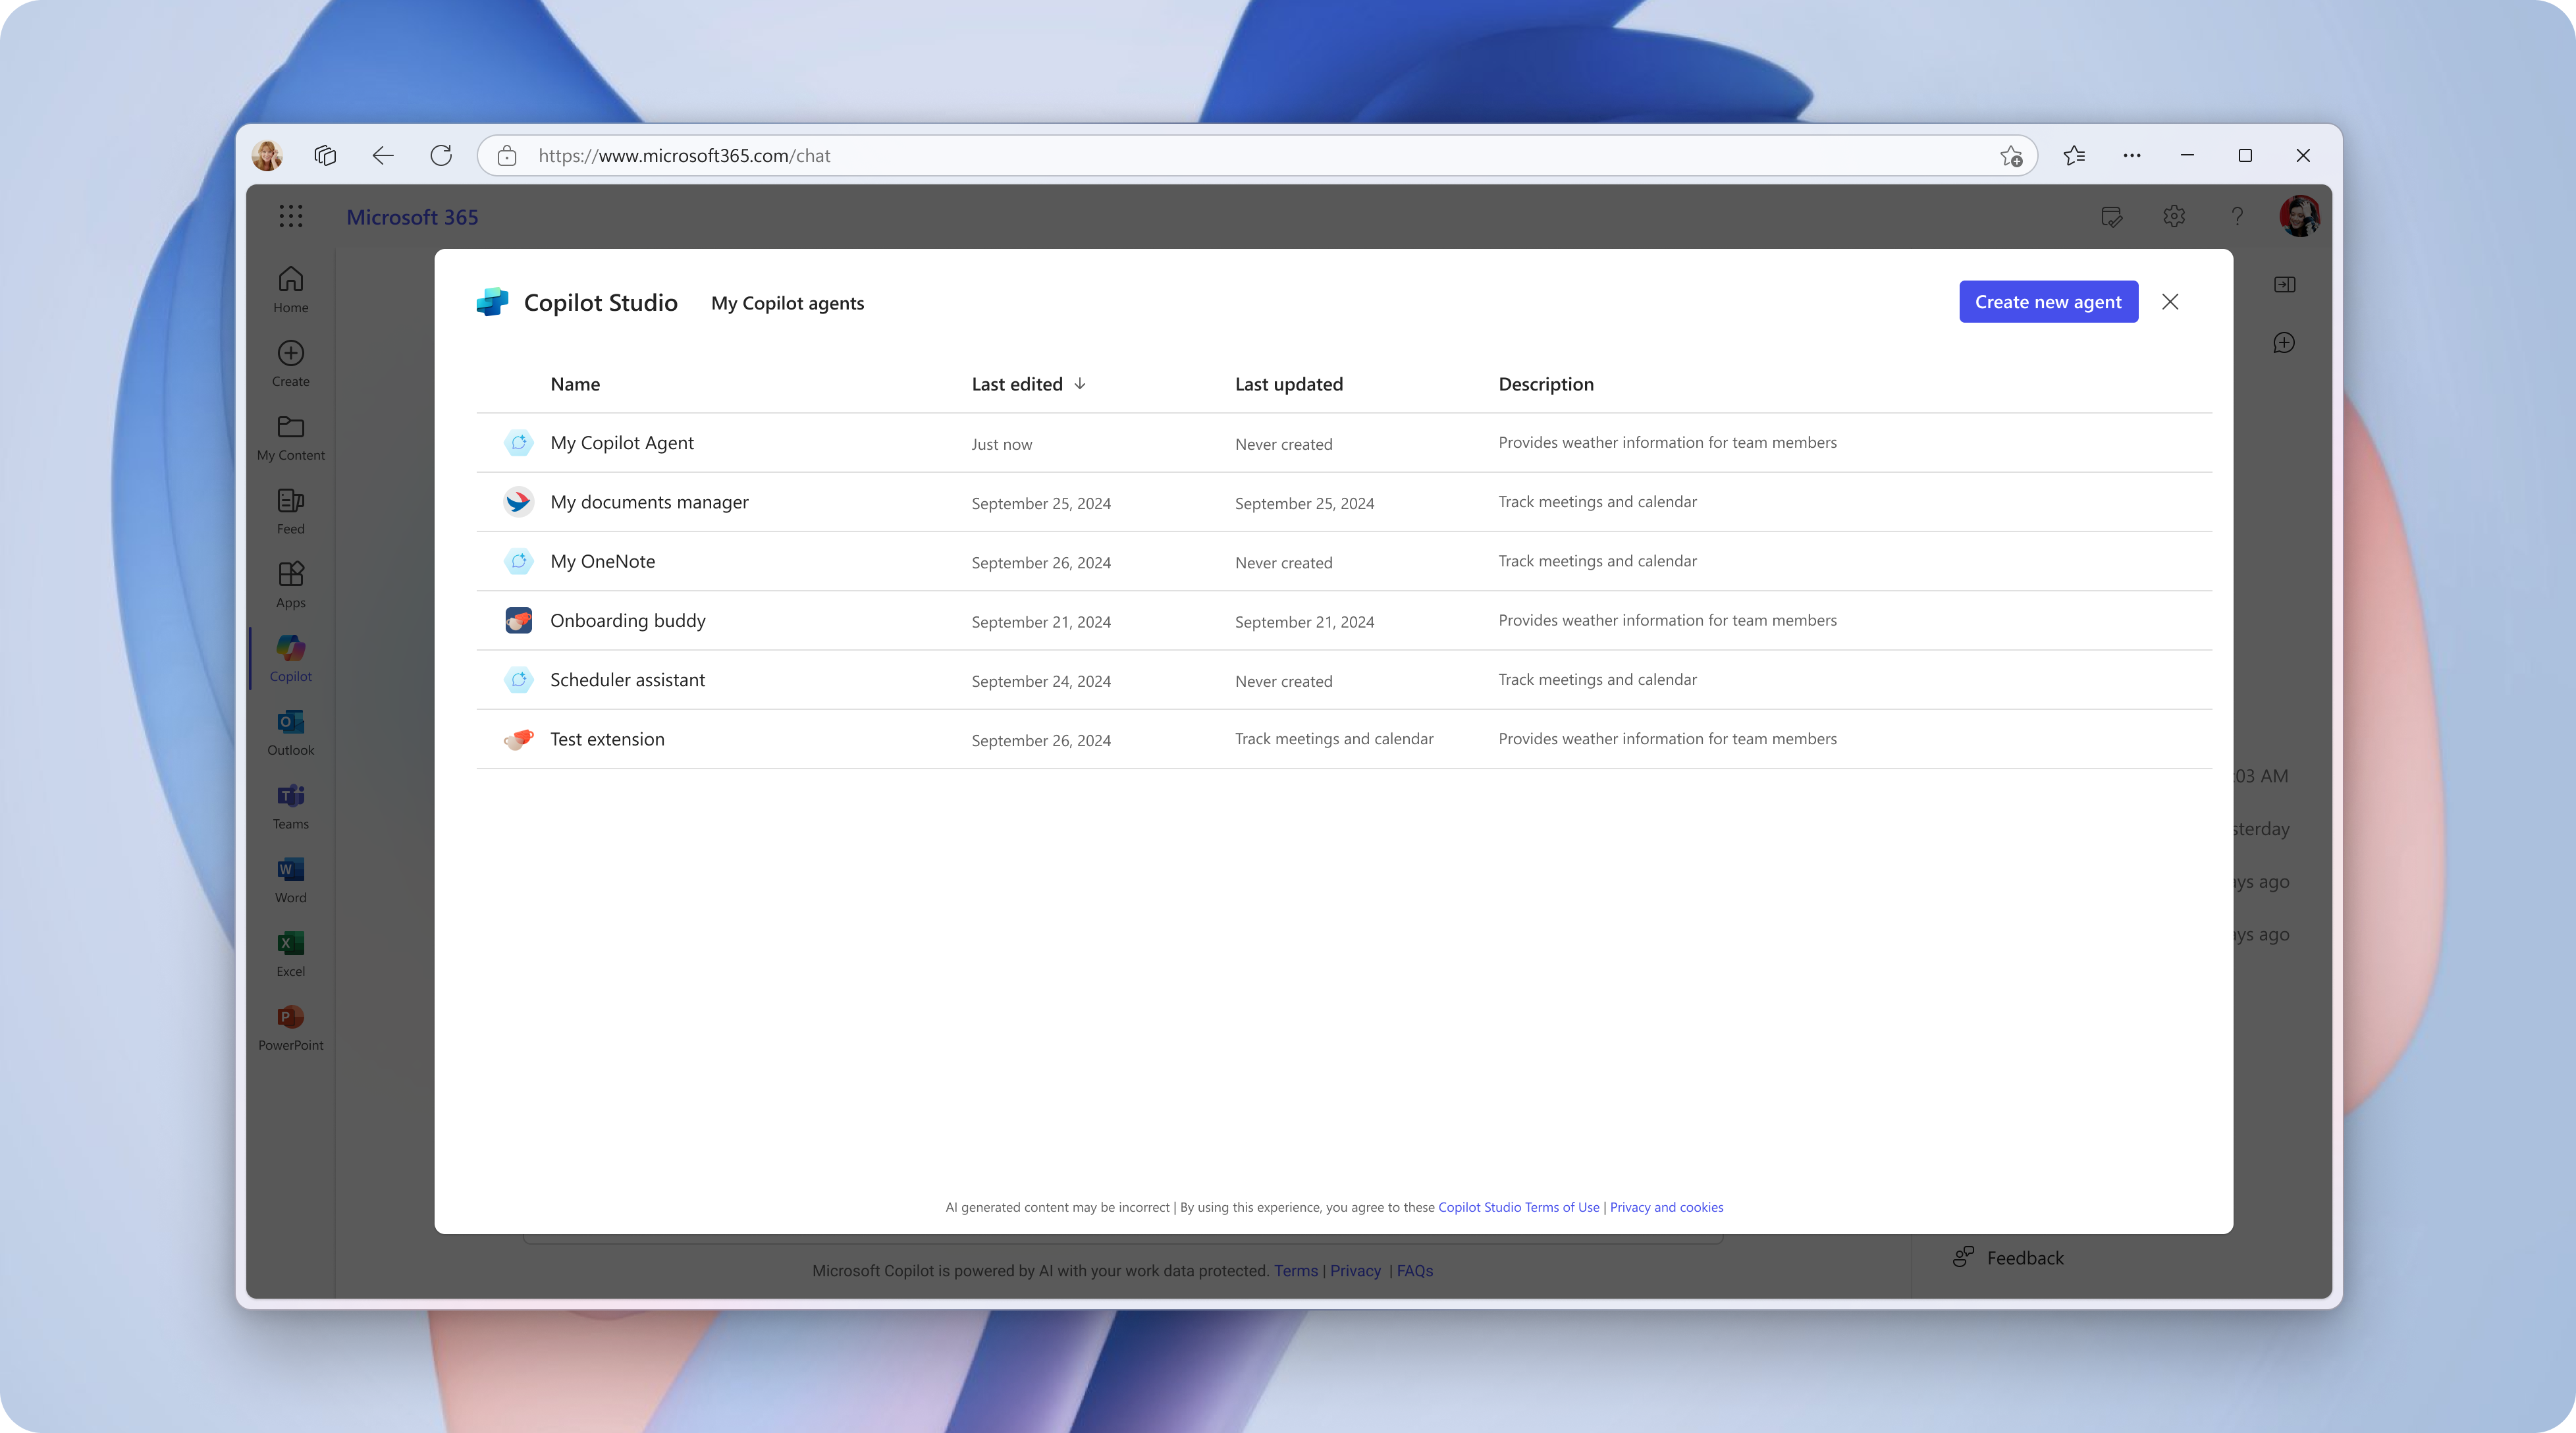 https://www.microsoft365.com/chat
Microsoft 365
Home
Create
My Content
Feed
Apps
Copilot
Outlook
Teams
Word
Excel
PowerPoint
Copilot Studio My Copilot agents Create new agent
Name Last edited Last updated Description
My Copilot Agent Just now Never created Provides weather information for team members
My documents manager September 25, 2024 September 25, 2024 Track meetings and calendar
My OneNote September 26, 2024 Never created Track meetings and calendar
Onboarding buddy September 21, 2024 September 21, 2024 Provides weather information for team members
Scheduler assistant September 24, 2024 Never created Track meetings and calendar
Test extension September 26, 2024 Track meetings and calendar Provides weather information for team members
:03 AM
sterday
ys ago
ys ago
AI generated content may be incorrect | By using this experience, you agree to these Copilot Studio Terms of Use | Privacy and cookies
Feedback
Microsoft Copilot is powered by AI with your work data protected. Terms | Privacy | FAQs